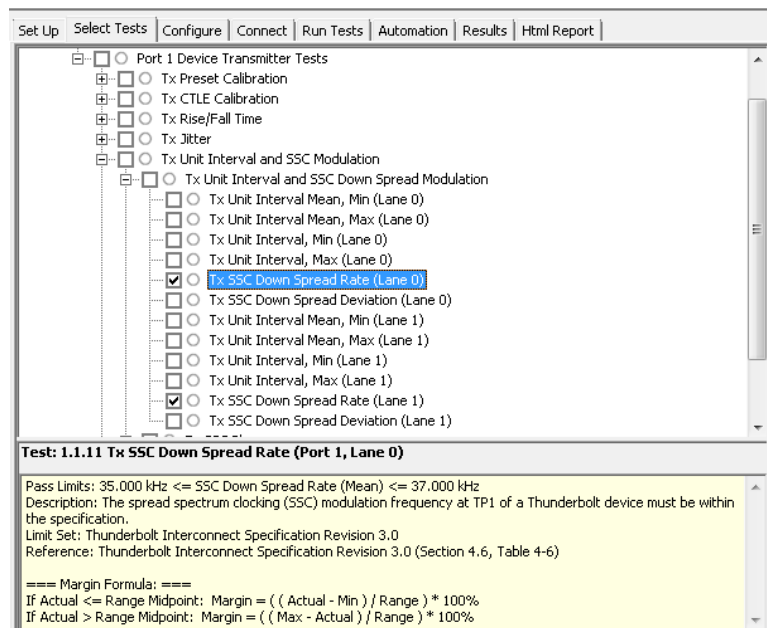 Set Up Select Tests Configure Connect Run Tests Automation Results Html Report
Port 1 Device Transmitter Tests
Tx Preset Calibration
Tx CTLE Calibration
Tx Rise/Fall Time
Tx Jitter
Tx Unit Interval and SSC Modulation
Tx Unit Interval and SSC Down Spread Modulation
Tx Unit Interval Mean, Min (Lane 0)
Tx Unit Interval Mean, Max (Lane 0)
Tx Unit Interval, Min (Lane 0)
Tx Unit Interval, Max (Lane 0)
Tx SSC Down Spread Rate (Lane 0)
Tx SSC Down Spread Deviation (Lane 0)
Tx Unit Interval Mean, Min (Lane 1)
Tx Unit Interval Mean, Max (Lane 1)
Tx Unit Interval, Min (Lane 1)
Tx Unit Interval, Max (Lane 1)
Tx SSC Down Spread Rate (Lane 1)
Tx SSC Down Spread Deviation (Lane 1)
Test: 1.1.11 Tx SSC Down Spread Rate (Port 1, Lane 0)
Pass Limits: 35.000 kHz <= SSC Down Spread Rate (Mean) <= 37.000 kHz
Description: The spread spectrum clocking (SSC) modulation frequency at TP1 of a Thunderbolt device must be within
the specification.
Limit Set: Thunderbolt Interconnect Specification Revision 3.0
Reference: Thunderbolt Interconnect Specification Revision 3.0 (Section 4.6, Table 4-6)
=== Margin Formula: ===
If Actual <= Range Midpoint: Margin = ( ( Actual - Min ) / Range ) * 100%
If Actual > Range Midpoint: Margin = ( ( Max - Actual ) / Range ) * 100%